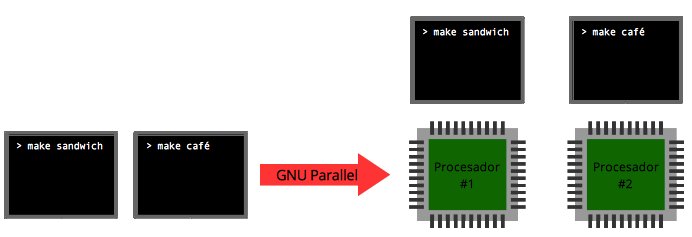 > make sandwich
> make café
GNU Parallel
> make sandwich
> make café
Procesador
#1
Procesador
#2